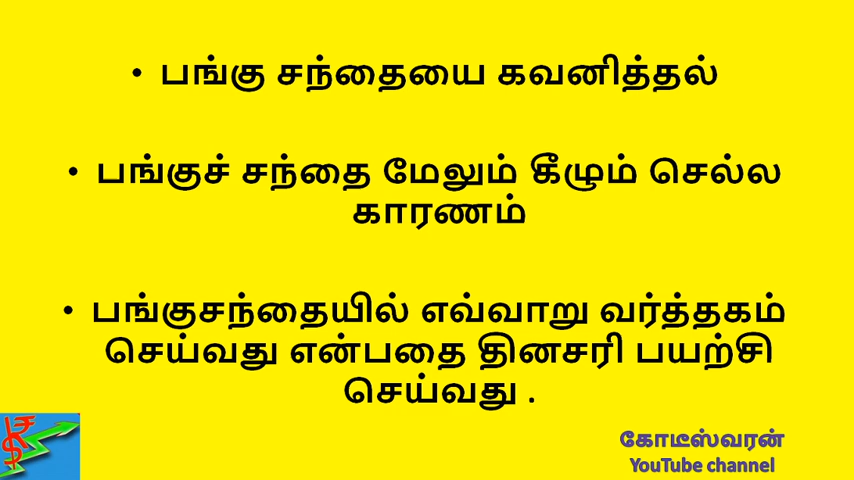 • பங்கு சந்தையை கவனித்தல்
• பங்குச் சந்தை மேலும் கீழும் செல்ல
காரணம்
• பங்குசந்தையில் எவ்வாறு வர்த்தகம்
செய்வது என்பதை தினசரி பயற்சி
செய்வது .
கோடீஸ்வரன்
YouTube channel